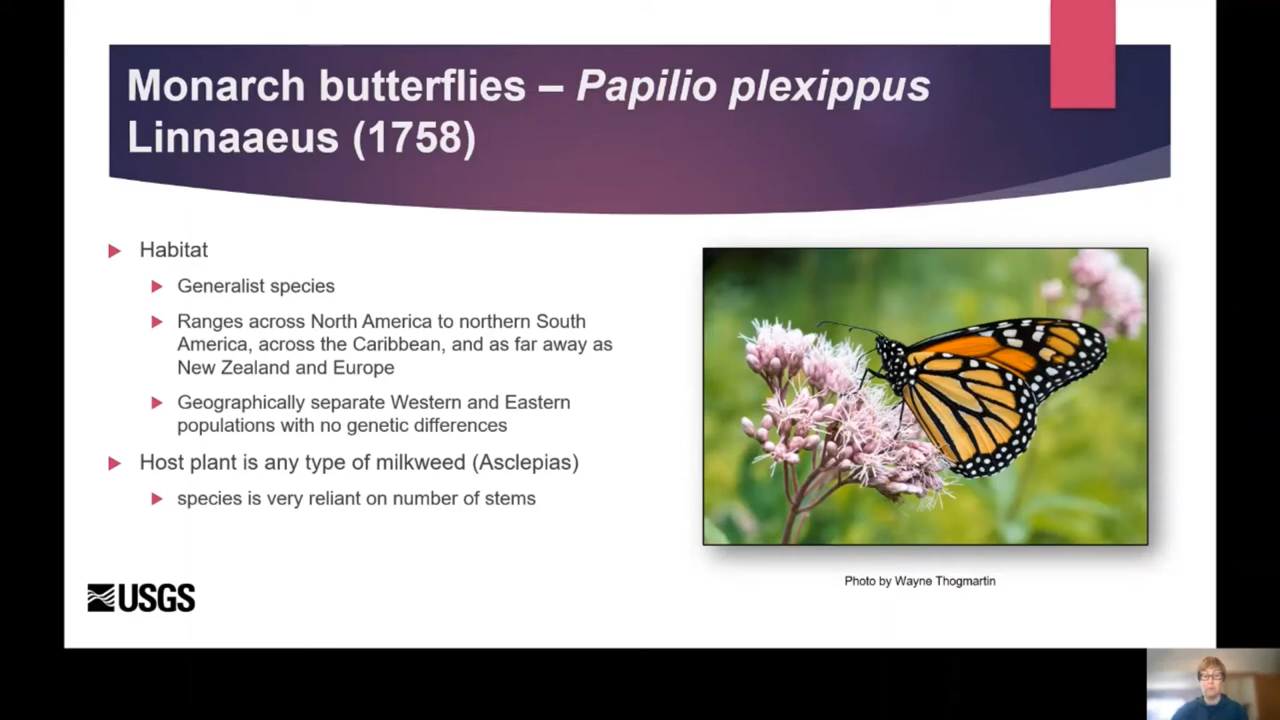 Monarch butterflies – Papilio plexippus
Linnaaeus (1758)
Habitat
Generalist species
Ranges across North America to northern South
America, across the Caribbean, and as far away as
New Zealand and Europe
Geographically separate Western and Eastern
populations with no genetic differences
Host plant is any type of milkweed (Asclepias)
species is very reliant on number of stems
Photo by Wayne Thogmartin
USGS